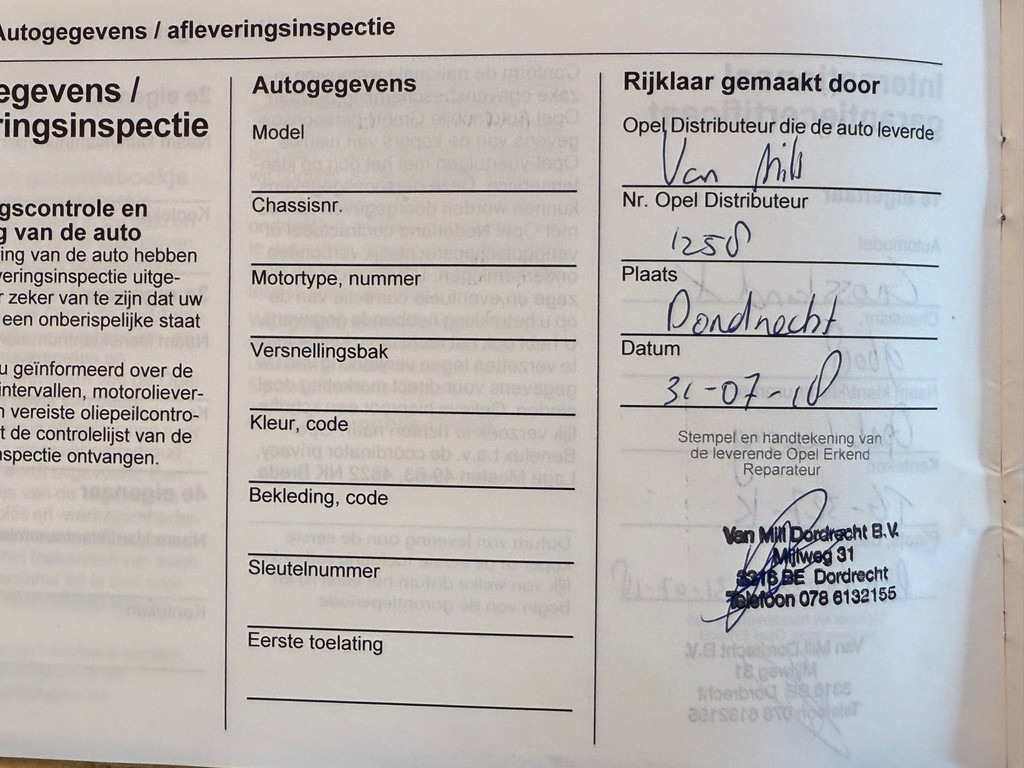 Autogegevens / afleveringsinspectie
egevens /
ringsinspectie
gscontrole en
g van de auto
ing van de auto hebben
veringsinspectie uitge-
r zeker van te zijn dat uw
een onberispelijke staat
u geïnformeerd over de
intervallen, motoroliever-
n vereiste oliepeilcontro-
t de controlelijst van de
nspectie ontvangen.
Autogegevens
Model
Chassisnr.
Motortype, nummer
Versnellingsbak
Kleur, code
Bekleding, code
Sleutelnummer
Eerste toelating
Rijklaar gemaakt door
Opel Distributeur die de auto leverde
Van Mill
Nr. Opel Distributeur
1258
Plaats
Dordrecht
Datum
31-07-18
Stempel en handtekening van
de leverende Opel Erkend
Reparateur
Van Mill Dordrecht B.V.
Mijlweg 31
3316 BE Dordrecht
Telefoon 078 6132155